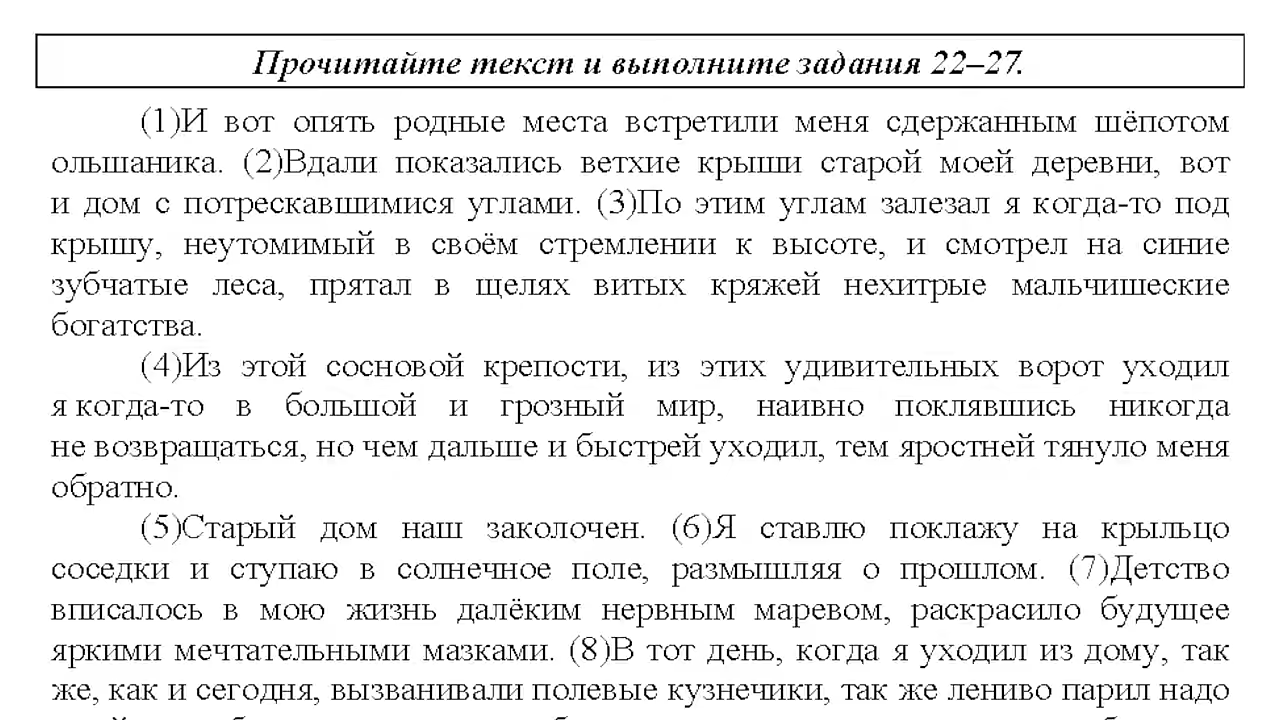 Прочитайте текст и выполните задания 22–27.
(1)И вот опять родные места встретили меня сдержанным шёпотом
ольшаника. (2)Вдали показались ветхие крыши старой моей деревни, вот
и дом с потрескавшимися углами. (3)По этим углам залезал я когда-то под
крышу, неутомимый в своём стремлении к высоте, и смотрел на синие
зубчатые леса, прятал в щелях витых кряжей нехитрые мальчишеские
богатства.
(4)Из этой сосновой крепости, из этих удивительных ворот уходил
я когда-то в большой и грозный мир, наивно поклявшись никогда
не возвращаться, но чем дальше и быстрей уходил, тем яростней тянуло меня
обратно.
(5)Старый дом наш заколочен. (6)Я ставлю поклажу на крыльцо
соседки и ступаю в солнечное поле, размышляя о прошлом. (7)Детство
вписалось в мою жизнь далёким нервным маревом, раскрасило будущее
яркими мечтательными мазками. (8)В тот день, когда я уходил из дому, так
же, как и сегодня, вызванивали полевые кузнечики, так же лениво парил надо